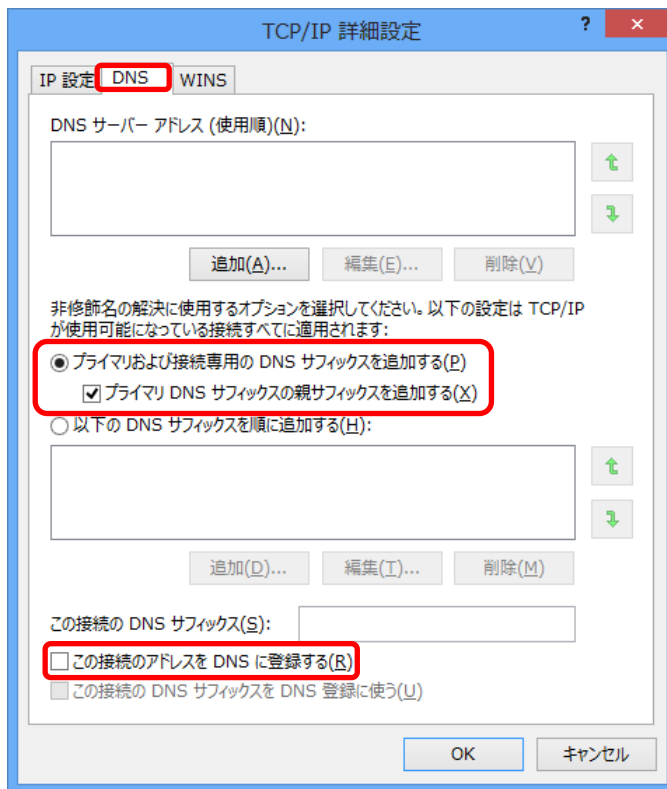 TCP/IP 詳細設定
?
IP 設定 DNS WINS
DNS サーバー アドレス (使用順)(N):
追加(A)... 編集(E)... 削除(V)
非修飾名の解決に使用するオプションを選択してください。以下の設定は TCP/IP
が使用可能になっている接続すべてに適用されます:
プライマリおよび接続専用の DNS サフィックスを追加する(P)
プライマリ DNS サフィックスの親サフィックスを追加する(X)
以下の DNS サフィックスを順に追加する(H):
追加(D)... 編集(T)... 削除(M)
この接続の DNS サフィックス(S):
この接続のアドレスを DNS に登録する(R)
この接続の DNS サフィックスを DNS 登録に使う(U)
OK キャンセル